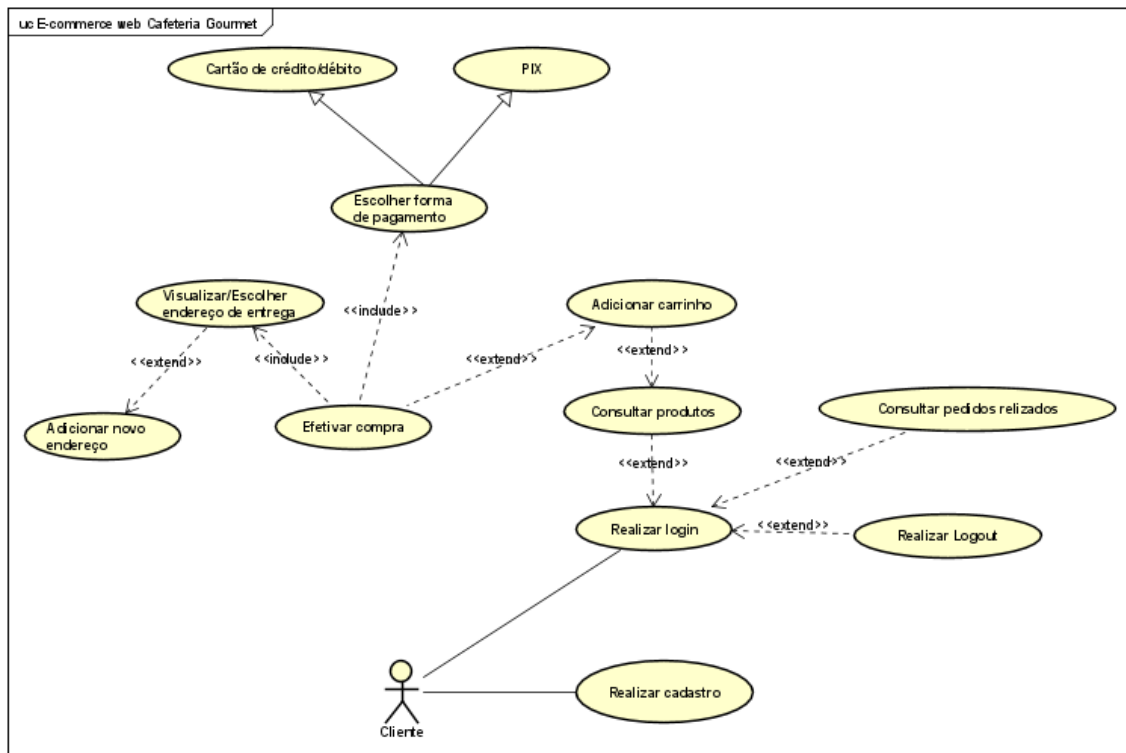 uc E-commerce web Cafeteria Gourmet
Cartão de crédito/débito
PIX
Escolher forma
de pagamento
Visualizar/Escolher
endereço de entrega
Adicionar carrinho
<<include>>
<<extend>>
<<include>>
<<extend>>
<<extend>>
Adicionar novo
endereço
Efetivar compra
Consultar produtos
Consultar pedidos relizados
<<extend>>
<<extend>>
Realizar login
<<extend>>
Realizar Logout
Realizar cadastro
Cliente